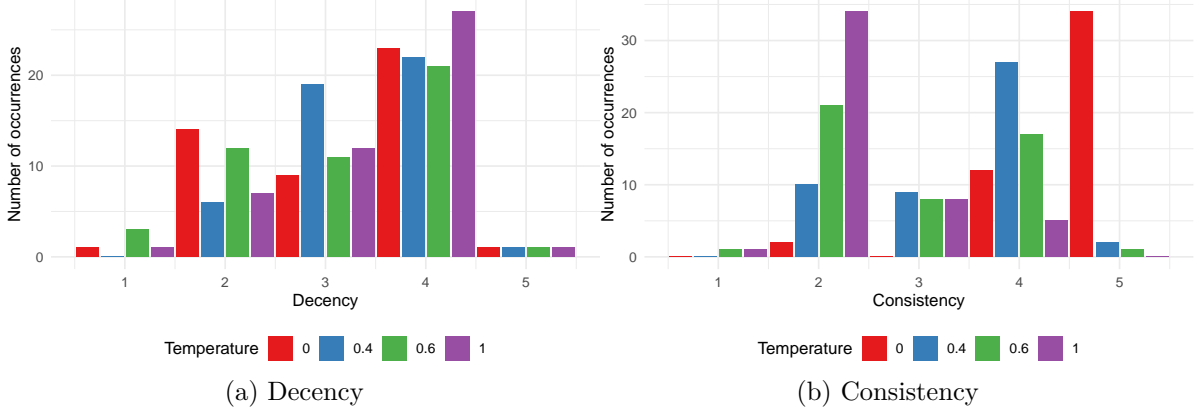 Number of occurrences
20
10
0
1 2 3 4 5
Decency
Temperature 0 0.4 0.6 1
(a) Decency
Number of occurrences
30
20
10
0
1 2 3 4 5
Consistency
Temperature 0 0.4 0.6 1
(b) Consistency